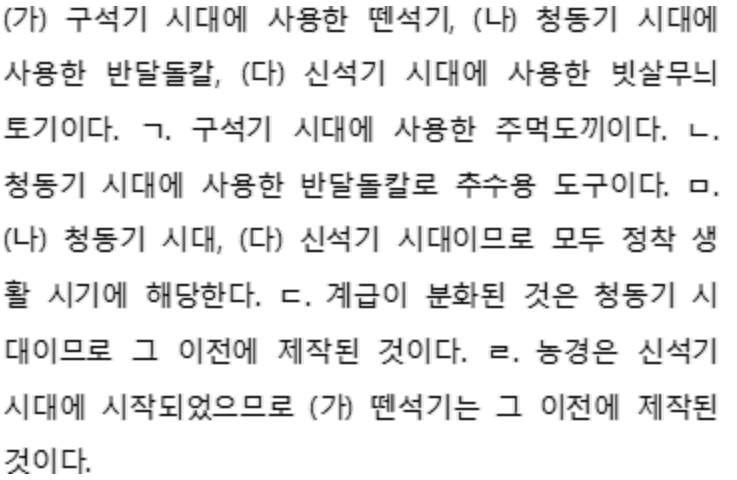 (가) 구석기 시대에 사용한 뗀석기, (나) 청동기 시대에
사용한 반달돌칼, (다) 신석기 시대에 사용한 빗살무늬
토기이다. ㄱ. 구석기 시대에 사용한 주먹도끼이다. ㄴ.
청동기 시대에 사용한 반달돌칼로 추수용 도구이다. ㅁ.
(나) 청동기 시대, (다) 신석기 시대이므로 모두 정착 생
활 시기에 해당한다. ㄷ. 계급이 분화된 것은 청동기 시
대이므로 그 이전에 제작된 것이다. ㄹ. 농경은 신석기
시대에 시작되었으므로 (가) 뗀석기는 그 이전에 제작된
것이다.